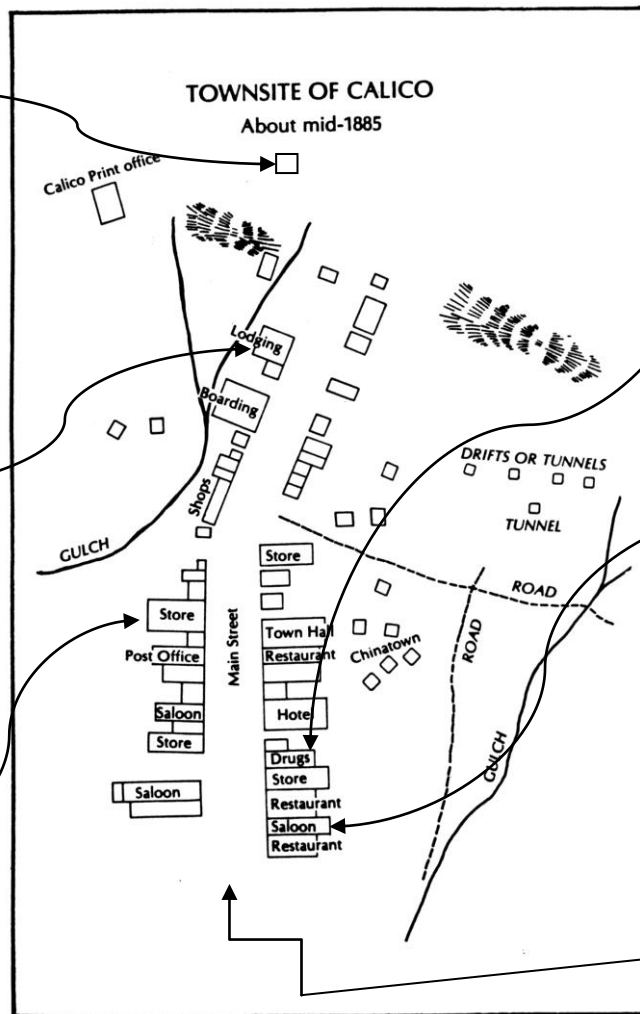 TOWNSITE OF CALICO
About mid-1885
Calico Print office
Lodging
Boarding
Shops
DRIFTS OR TUNNELS
TUNNEL
GULCH
Store
ROAD
Store
Town Hall
Main Street
ROAD
Post Office
Restaurant
Chinatown
Saloon
Hotel
Store
GULCH
Drugs
Store
Saloon
Restaurant
Saloon
Restaurant